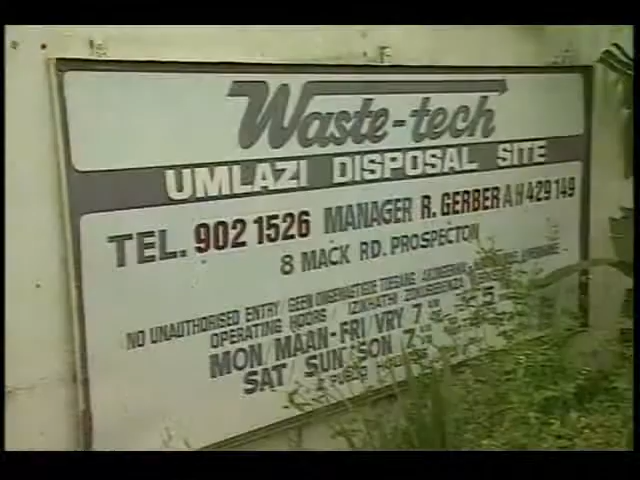 Waste-tech
UMLAZI DISPOSAL SITE
TEL. 902 1526 MANAGER R. GERBER A H 429 149
8 MACK RD. PROSPECTON
NO UNAUTHORISED ENTRY/ GEEN ONGEMAGTIGDE TOEGANG
OPERATING HOURS /
MON/MAAN-FRI/VRY 7
SAT/ SUN/SON 7